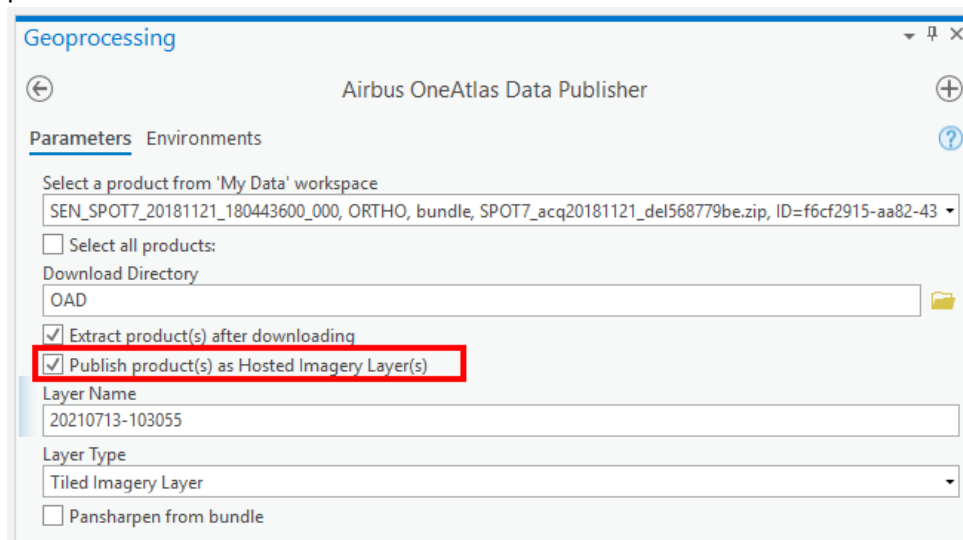 Geoprocessing
Airbus OneAtlas Data Publisher
Parameters Environments
Select a product from 'My Data' workspace
SEN_SPOT7_20181121_180443600_000, ORTHO, bundle, SPOT7_acq20181121_del568779be.zip, ID=f6cf2915-aa82-43
Select all products:
Download Directory
OAD
Extract product(s) after downloading
Publish product(s) as Hosted Imagery Layer(s)
Layer Name
20210713-103055
Layer Type
Tiled Imagery Layer
Pansharpen from bundle